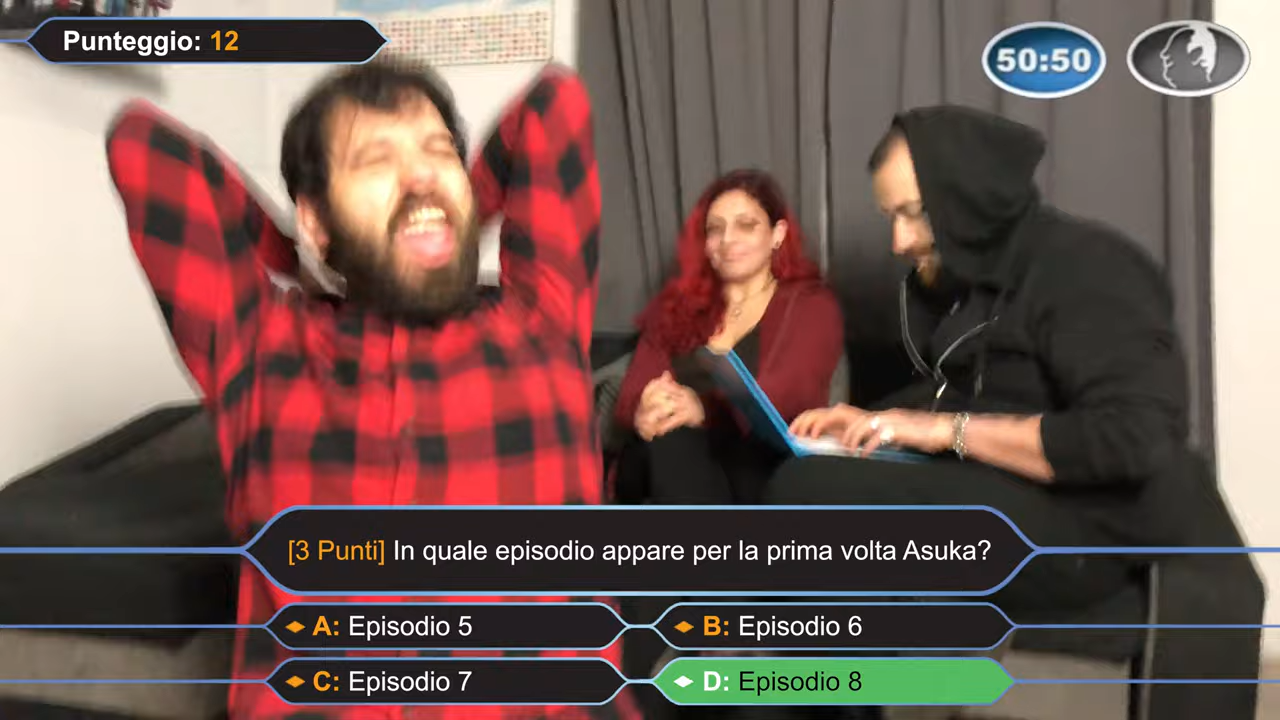 Punteggio: 12
50:50
[3 Punti] In quale episodio appare per la prima volta Asuka?
A: Episodio 5
B: Episodio 6
C: Episodio 7
D: Episodio 8